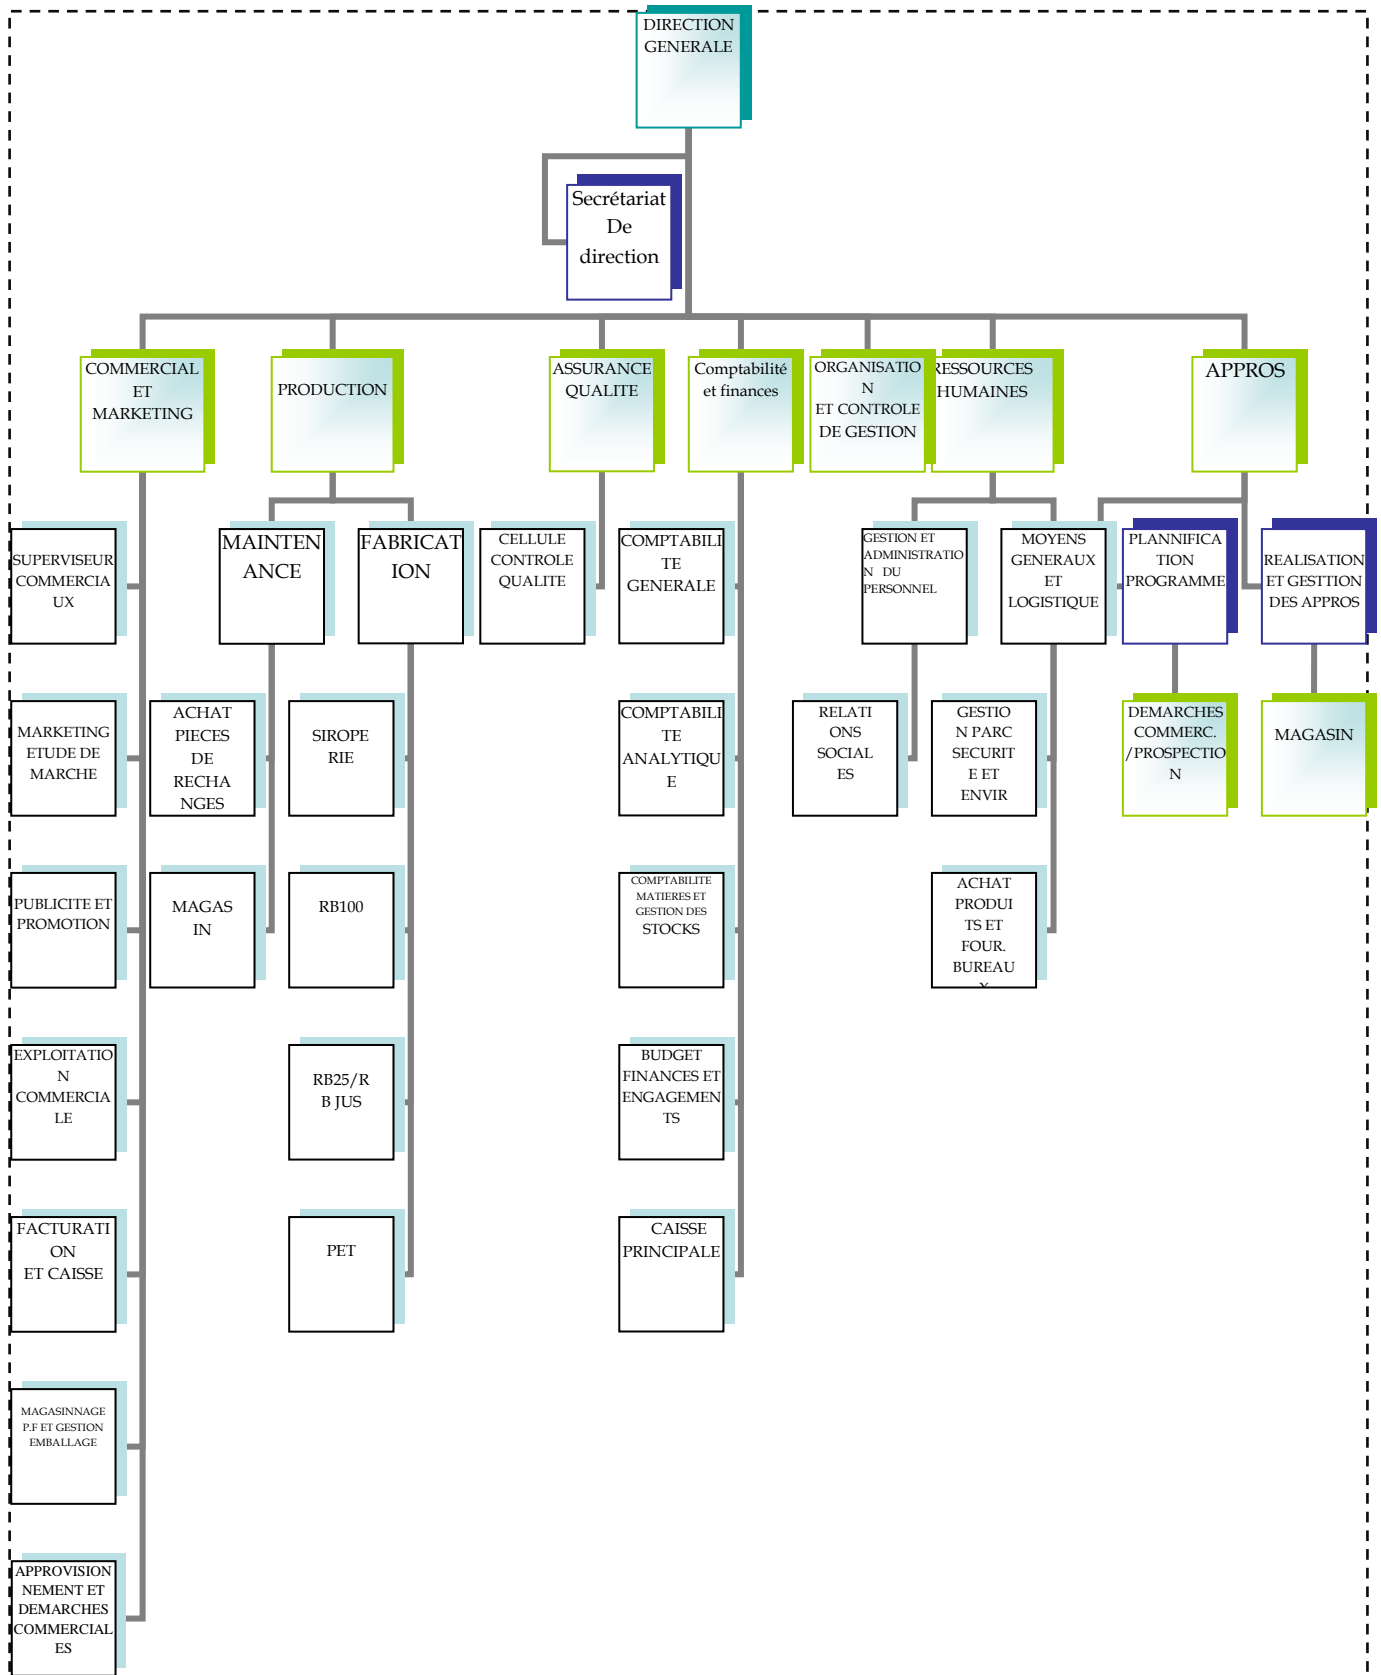 DIRECTION
GENERALE
Secrétariat
De
direction
COMMERCIAL
ET
MARKETING
PRODUCTION
ASSURANCE
QUALITE
Comptabilité
et finances
ORGANISATIO
N
ET CONTROLE
DE GESTION
RESSOURCES
HUMAINES
APPROS
SUPERVISEUR
COMMERCIA
UX
MAINTEN
ANCE
FABRICAT
ION
CELLULE
CONTROLE
QUALITE
COMPTABILI
TE
GENERALE
GESTION ET
ADMINISTRATIO
N DU
PERSONNEL
MOYENS
GENERAUX
ET
LOGISTIQUE
PLANNIFICA
TION
PROGRAMME
REALISATION
ET GESTTION
DES APPROS
MARKETING
ETUDE DE
MARCHE
ACHAT
PIECES
DE
RECHA
NGES
SIROPE
RIE
COMPTABILI
TE
ANALYTIQU
E
RELATI
ONS
SOCIAL
ES
GESTIO
N PARC
SECURIT
E ET
ENVIR
DEMARCHES
COMMERC.
/PROSPECTIO
N
MAGASIN
PUBLICITE ET
PROMOTION
MAGAS
IN
RB100
COMPTABILITE
MATIERES ET
GESTION DES
STOCKS
ACHAT
PRODUI
TS ET
FOUR.
BUREAU
X
EXPLOITATIO
N
COMMERCIA
LE
RB25/R
B JUS
BUDGET
FINANCES ET
ENGAGEMEN
TS
FACTURATI
ON
ET CAISSE
PET
CAISSE
PRINCIPALE
MAGASINNAGE
P.F ET GESTION
EMBALLAGE
APPROVISION
NEMENT ET
DEMARCHES
COMMERCIAL
ES